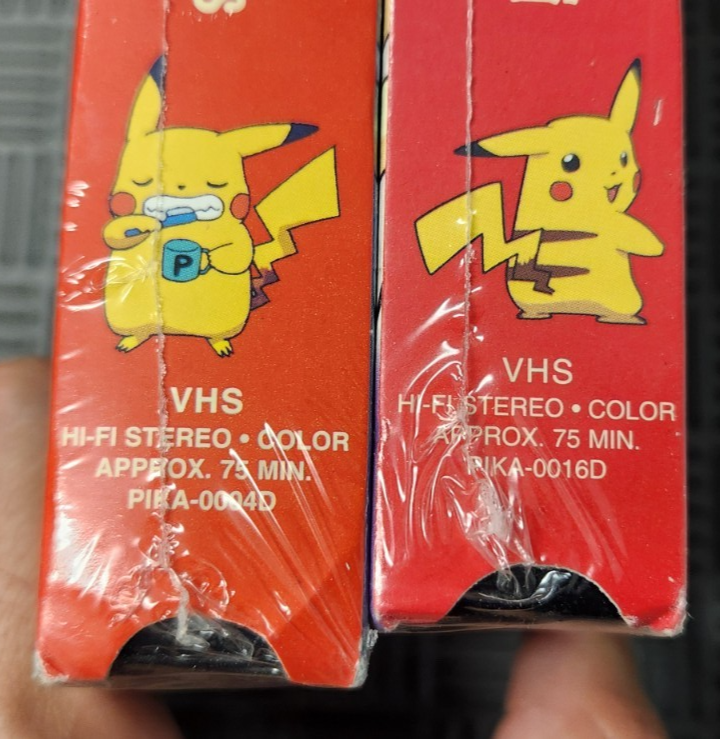 P
VHS
HI-FI STEREO • COLOR
APPROX. 75 MIN.
PIKA-0004D
VHS
HI-FI STEREO • COLOR
APPROX. 75 MIN.
PIKA-0016D